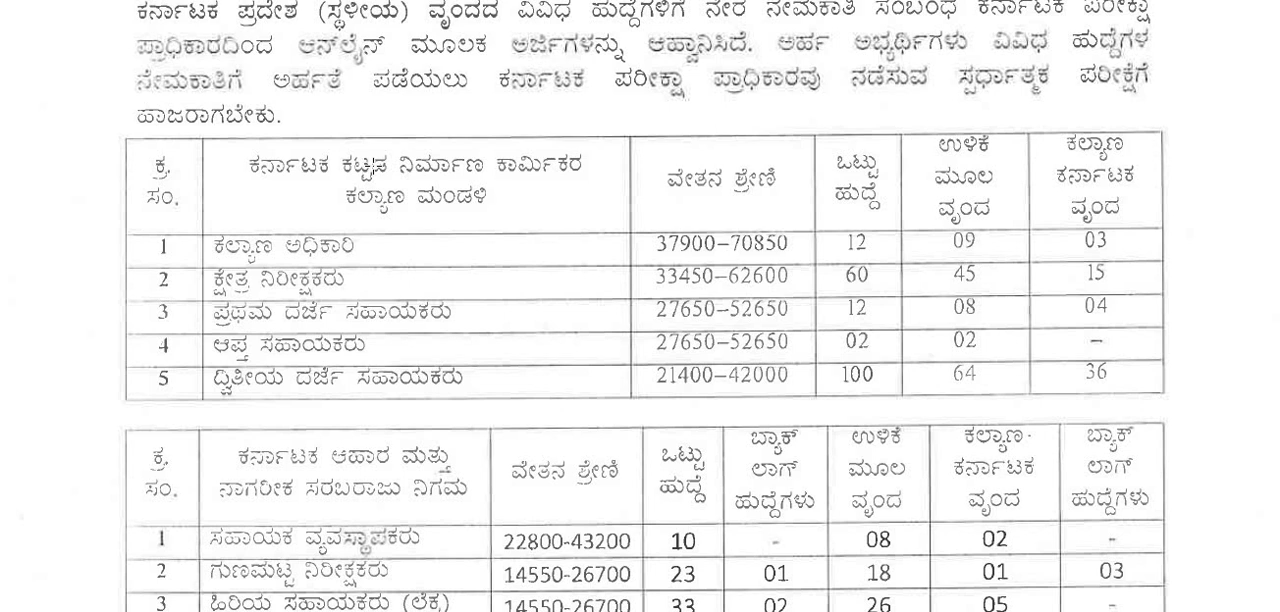 ಕರ್ನಾಟಕ ಪ್ರದೇಶ (ಸ್ಥಳೀಯ) ವೃಂದದ ವಿವಿಧ ಹುದ್ದೆಗಳಿಗೆ ನೇರ ನೇಮಕಾತಿ ಸಂಬಂಧ ಕರ್ನಾಟಕ ಪರೀಕ್ಷಾ
ಪ್ರಾಧಿಕಾರದಿಂದ ಆನ್‌ಲೈನ್ ಮೂಲಕ ಅರ್ಜಿಗಳನ್ನು ಆಹ್ವಾನಿಸಿದೆ. ಅರ್ಹ ಅಭ್ಯರ್ಥಿಗಳು ವಿವಿಧ ಹುದ್ದೆಗಳ
ನೇಮಕಾತಿಗೆ ಅರ್ಹತೆ ಪಡೆಯಲು ಕರ್ನಾಟಕ ಪರೀಕ್ಷಾ ಪ್ರಾಧಿಕಾರವು ನಡೆಸುವ ಸ್ಪರ್ಧಾತ್ಮಕ ಪರೀಕ್ಷೆಗೆ
ಹಾಜರಾಗಬೇಕು.
ಕ್ರ. ಸಂ. ಕರ್ನಾಟಕ ಕಟ್ಟಡ ನಿರ್ಮಾಣ ಕಾರ್ಮಿಕರ ಕಲ್ಯಾಣ ಮಂಡಳಿ ವೇತನ ಶ್ರೇಣಿ ಒಟ್ಟು ಹುದ್ದೆ ಉಳಿಕೆ ಮೂಲ ವೃಂದ ಕಲ್ಯಾಣ ಕರ್ನಾಟಕ ವೃಂದ
1 ಕಲ್ಯಾಣ ಅಧಿಕಾರಿ 37900–70850 12 09 03
2 ಕ್ಷೇತ್ರ ನಿರೀಕ್ಷಕರು 33450–62600 60 45 15
3 ಪ್ರಥಮ ದರ್ಜೆ ಸಹಾಯಕರು 27650–52650 12 08 04
4 ಆಪ್ತ ಸಹಾಯಕರು 27650–52650 02 02 –
5 ದ್ವಿತೀಯ ದರ್ಜೆ ಸಹಾಯಕರು 21400–42000 100 64 36
ಕ್ರ. ಸಂ. ಕರ್ನಾಟಕ ಆಹಾರ ಮತ್ತು ನಾಗರೀಕ ಸರಬರಾಜು ನಿಗಮ ವೇತನ ಶ್ರೇಣಿ ಒಟ್ಟು ಹುದ್ದೆ ಬ್ಯಾಕ್ ಲಾಗ್ ಹುದ್ದೆಗಳು ಉಳಿಕೆ ಮೂಲ ವೃಂದ ಕಲ್ಯಾಣ ಕರ್ನಾಟಕ ವೃಂದ ಬ್ಯಾಕ್ ಲಾಗ್ ಹುದ್ದೆಗಳು
1 ಸಹಾಯಕ ವ್ಯವಸ್ಥಾಪಕರು 22800-43200 10 - 08 02 -
2 ಗುಣಮಟ್ಟ ನಿರೀಕ್ಷಕರು 14550-26700 23 01 18 01 03
3 ಹಿರಿಯ ಸಹಾಯಕರು (ಲೆಕ್ಕ) 14550-26700 33 02 26 05 -